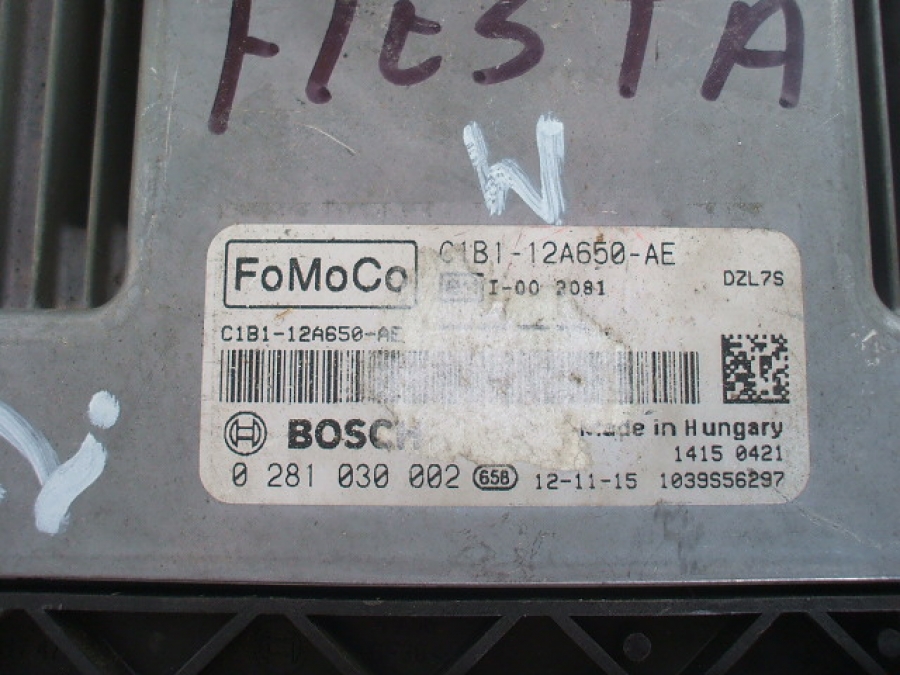 FIESTA
W
FoMoCo
C1B1-12A650-AE
I-00 2081
DZL7S
C1B1-12A650-AE
BOSCH
Made in Hungary
1415 0421
0 281 030 002 658 12-11-15 1039S56297